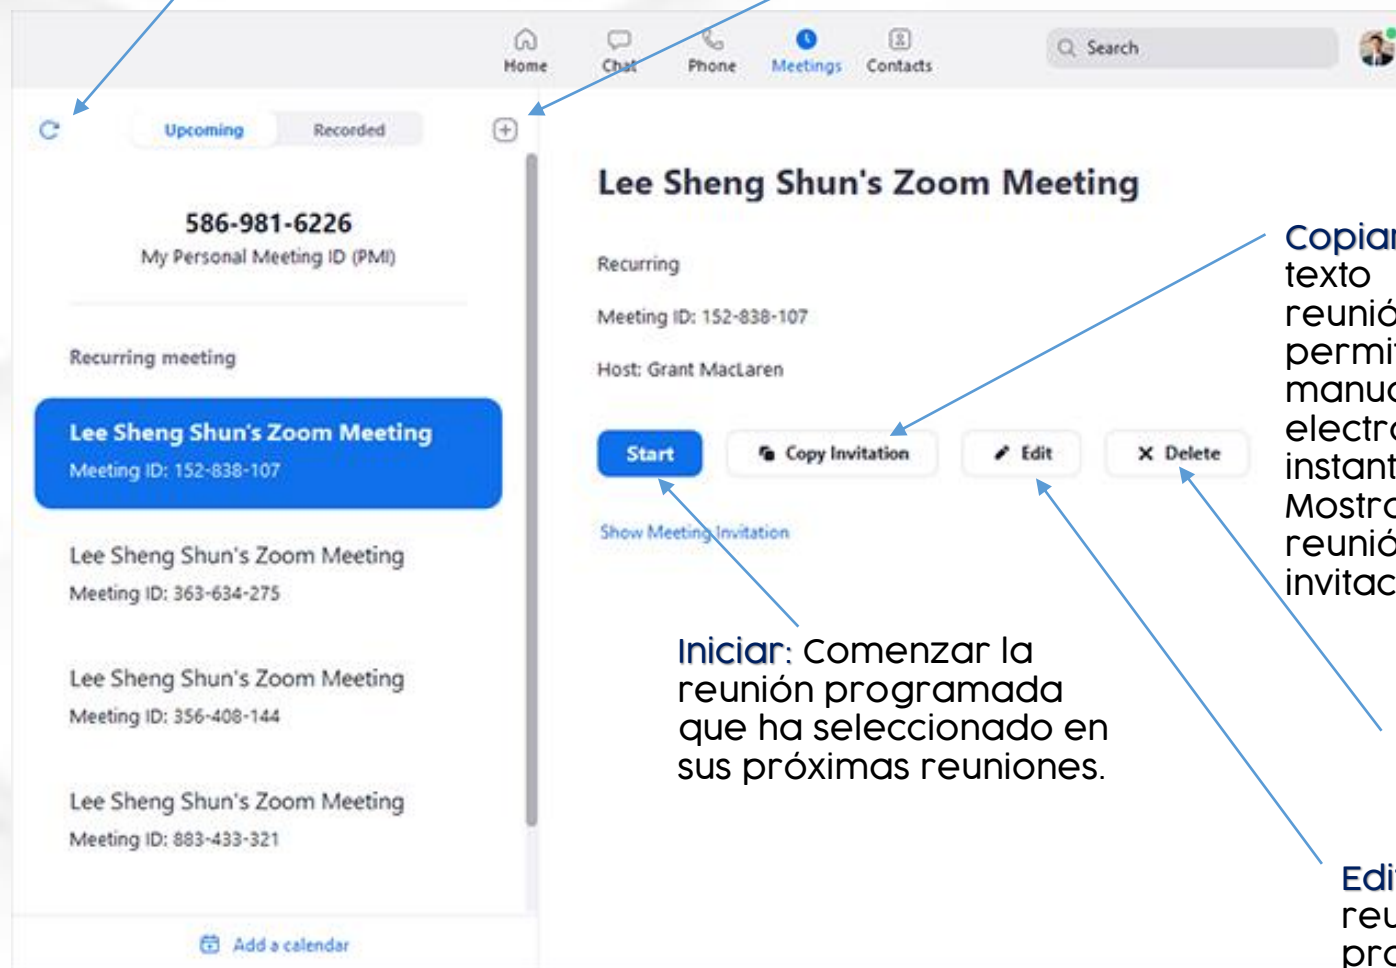 Home
Chat
Phone
Meetings
Contacts
Search
Upcoming
Recorded
586-981-6226
My Personal Meeting ID (PMI)
Recurring meeting
Lee Sheng Shun's Zoom Meeting
Meeting ID: 152-838-107
Lee Sheng Shun's Zoom Meeting
Meeting ID: 363-634-275
Lee Sheng Shun's Zoom Meeting
Meeting ID: 356-408-144
Lee Sheng Shun's Zoom Meeting
Meeting ID: 883-433-321
Add a calendar
Lee Sheng Shun's Zoom Meeting
Recurring
Meeting ID: 152-838-107
Host: Grant MacLaren
Start
Copy Invitation
Edit
Delete
Show Meeting Invitation
Iniciar: Comenzar la
reunión programada
que ha seleccionado en
sus próximas reuniones.
Copiar
texto